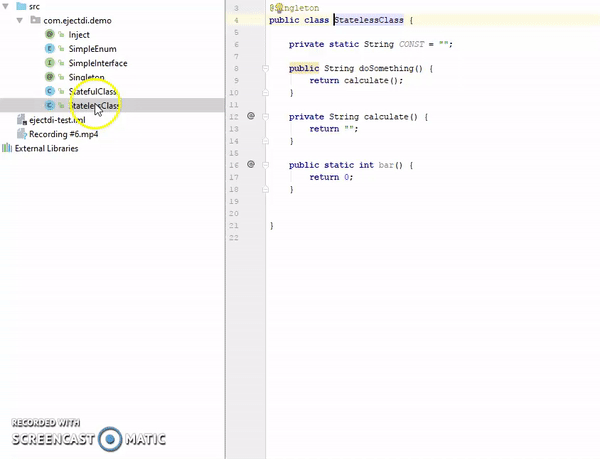 src
com.ejectdi.demo
Inject
SimpleEnum
SimpleInterface
Singleton
StatefulClass
StatelessClass
ejectdi-test.iml
Recording #6.mp4
External Libraries
3 @Singleton
4 public class StatelessClass {
5
6 private static String CONST = "";
7
8 public String doSomething() {
9 return calculate();
10 }
11
12 private String calculate() {
13 return "";
14 }
15
16 public static int bar() {
17 return 0;
18 }
19
20
21 }
22
RECORDED WITH
SCREENCAST MATIC